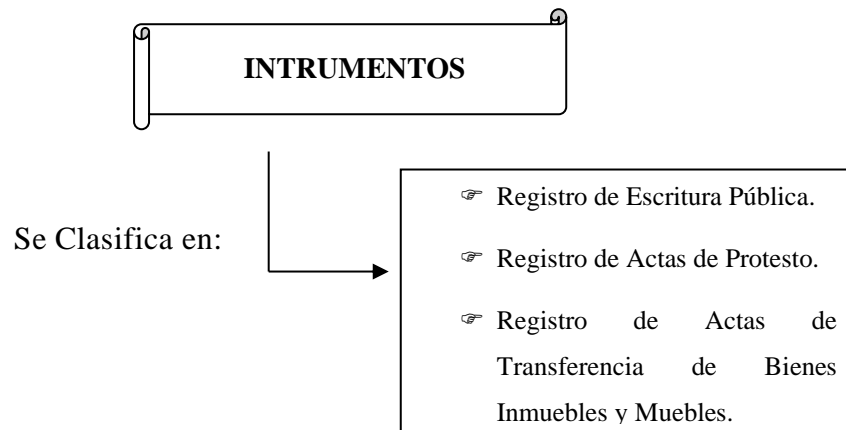 INTRUMENTOS
Se Clasifica en:
Registro de Escritura Pública.
Registro de Actas de Protesto.
Registro de Actas de
Transferencia de Bienes
Inmuebles y Muebles.